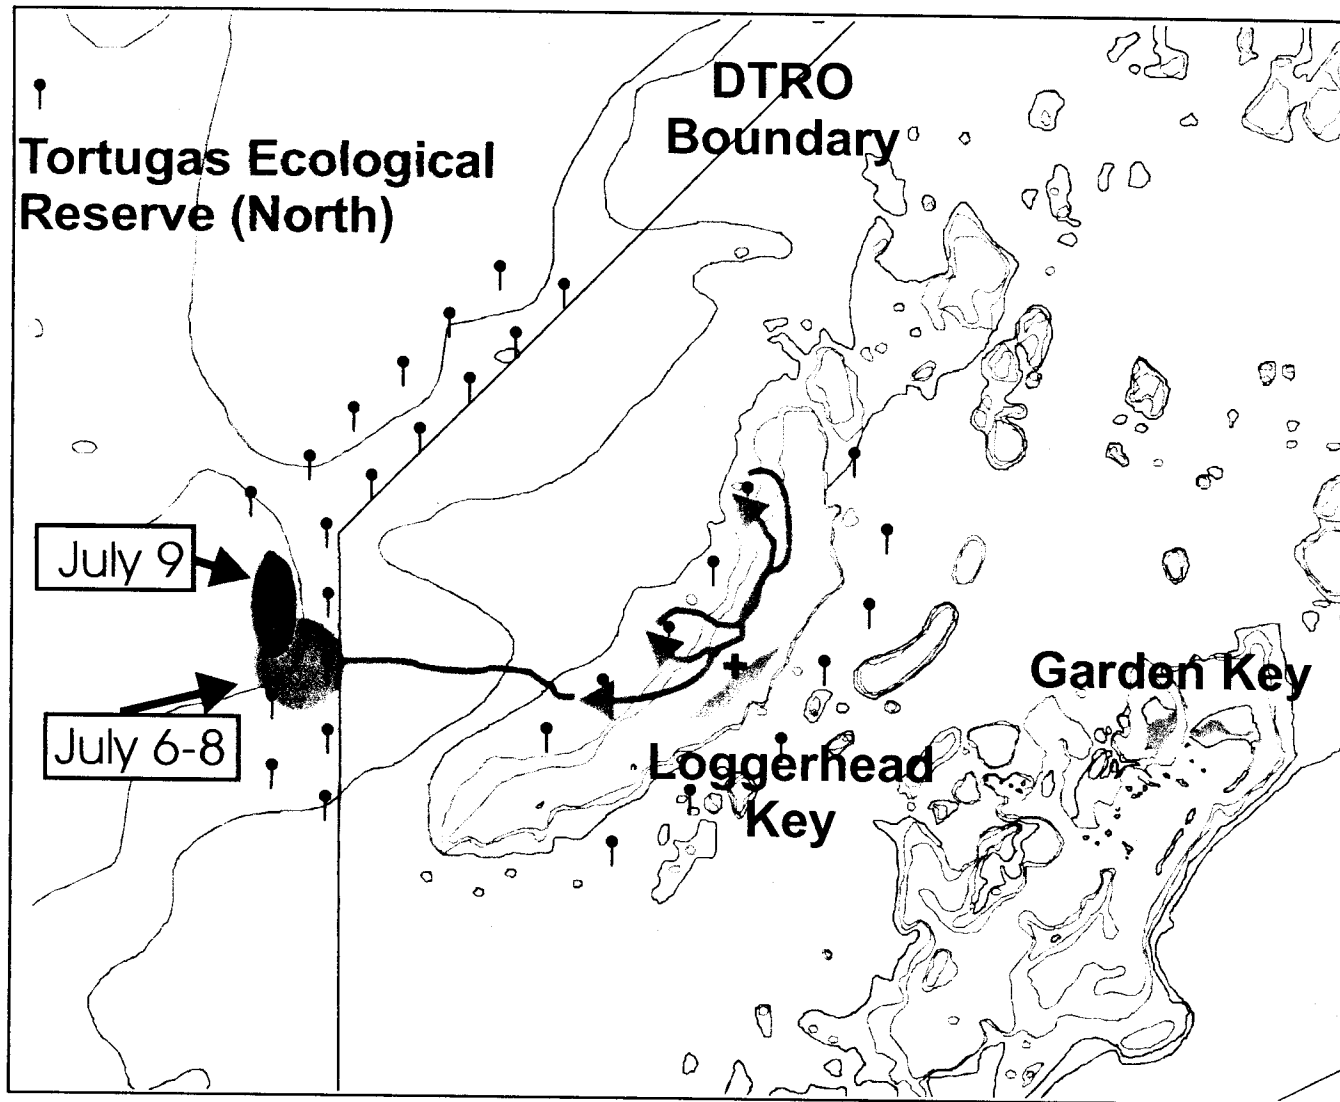 DTRO
Boundary
Tortugas Ecological
Reserve (North)
July 9
July 6-8
Garden Key
Loggerhead
Key